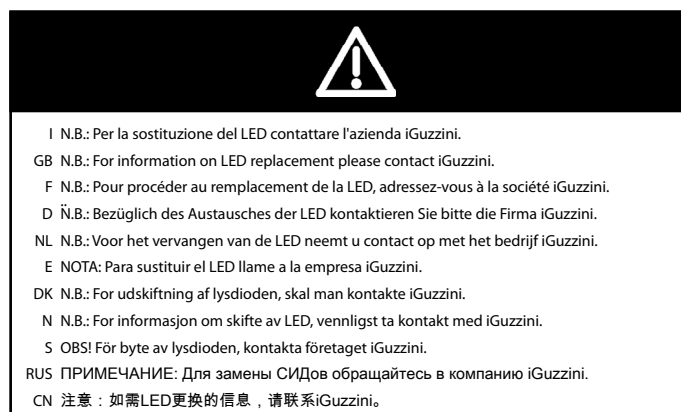 I N.B.: Per la sostituzione del LED contattare l'azienda iGuzzini.
GB N.B.: For information on LED replacement please contact iGuzzini.
F N.B.: Pour procéder au remplacement de la LED, adressez-vous à la société iGuzzini.
D N̈.B.: Bezüglich des Austausches der LED kontaktieren Sie bitte die Firma iGuzzini.
NL N.B.: Voor het vervangen van de LED neemt u contact op met het bedrijf iGuzzini.
E NOTA: Para sustituir el LED llame a la empresa iGuzzini.
DK N.B.: For udskiftning af lysdioden, skal man kontakte iGuzzini.
N N.B.: For informasjon om skifte av LED, vennligst ta kontakt med iGuzzini.
S OBS! För byte av lysdioden, kontakta företaget iGuzzini.
RUS ПРИМЕЧАНИЕ: Для замены СИДов обращайтесь в компанию iGuzzini.
CN 注意：如需LED更换的信息，请联系iGuzzini。